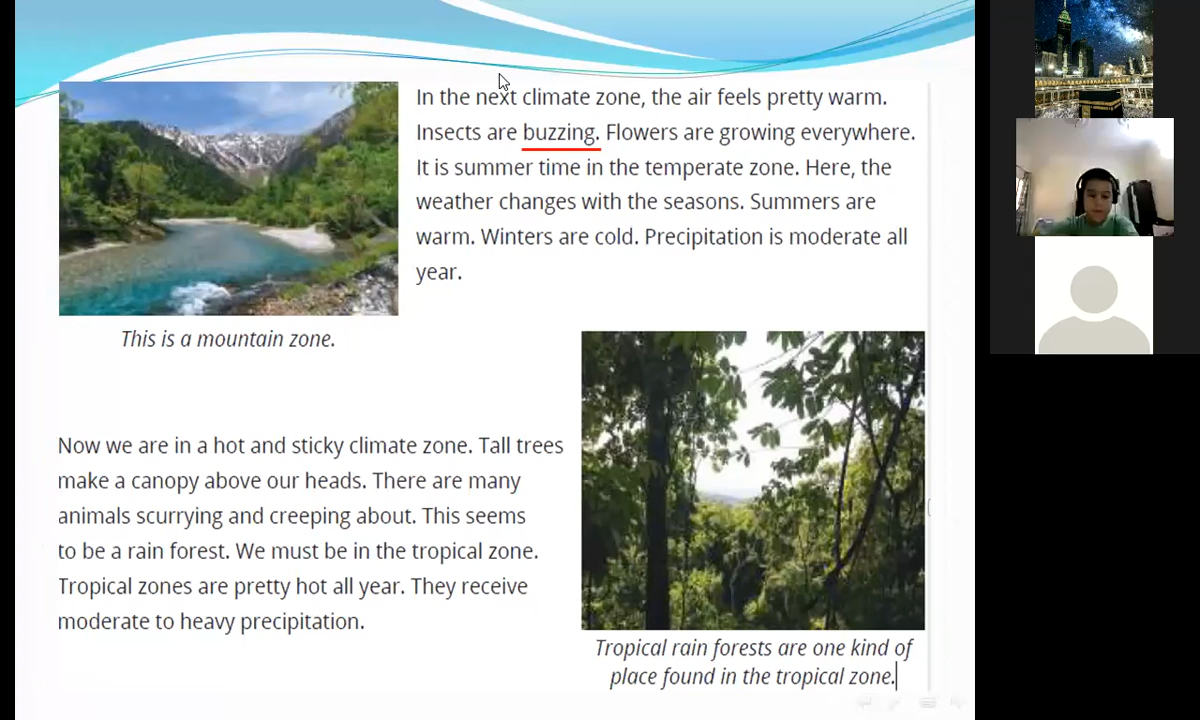 In the next climate zone, the air feels pretty warm.
Insects are buzzing. Flowers are growing everywhere.
It is summer time in the temperate zone. Here, the
weather changes with the seasons. Summers are
warm. Winters are cold. Precipitation is moderate all
year.
This is a mountain zone.
Now we are in a hot and sticky climate zone. Tall trees
make a canopy above our heads. There are many
animals scurrying and creeping about. This seems
to be a rain forest. We must be in the tropical zone.
Tropical zones are pretty hot all year. They receive
moderate to heavy precipitation.
Tropical rain forests are one kind of
place found in the tropical zone.